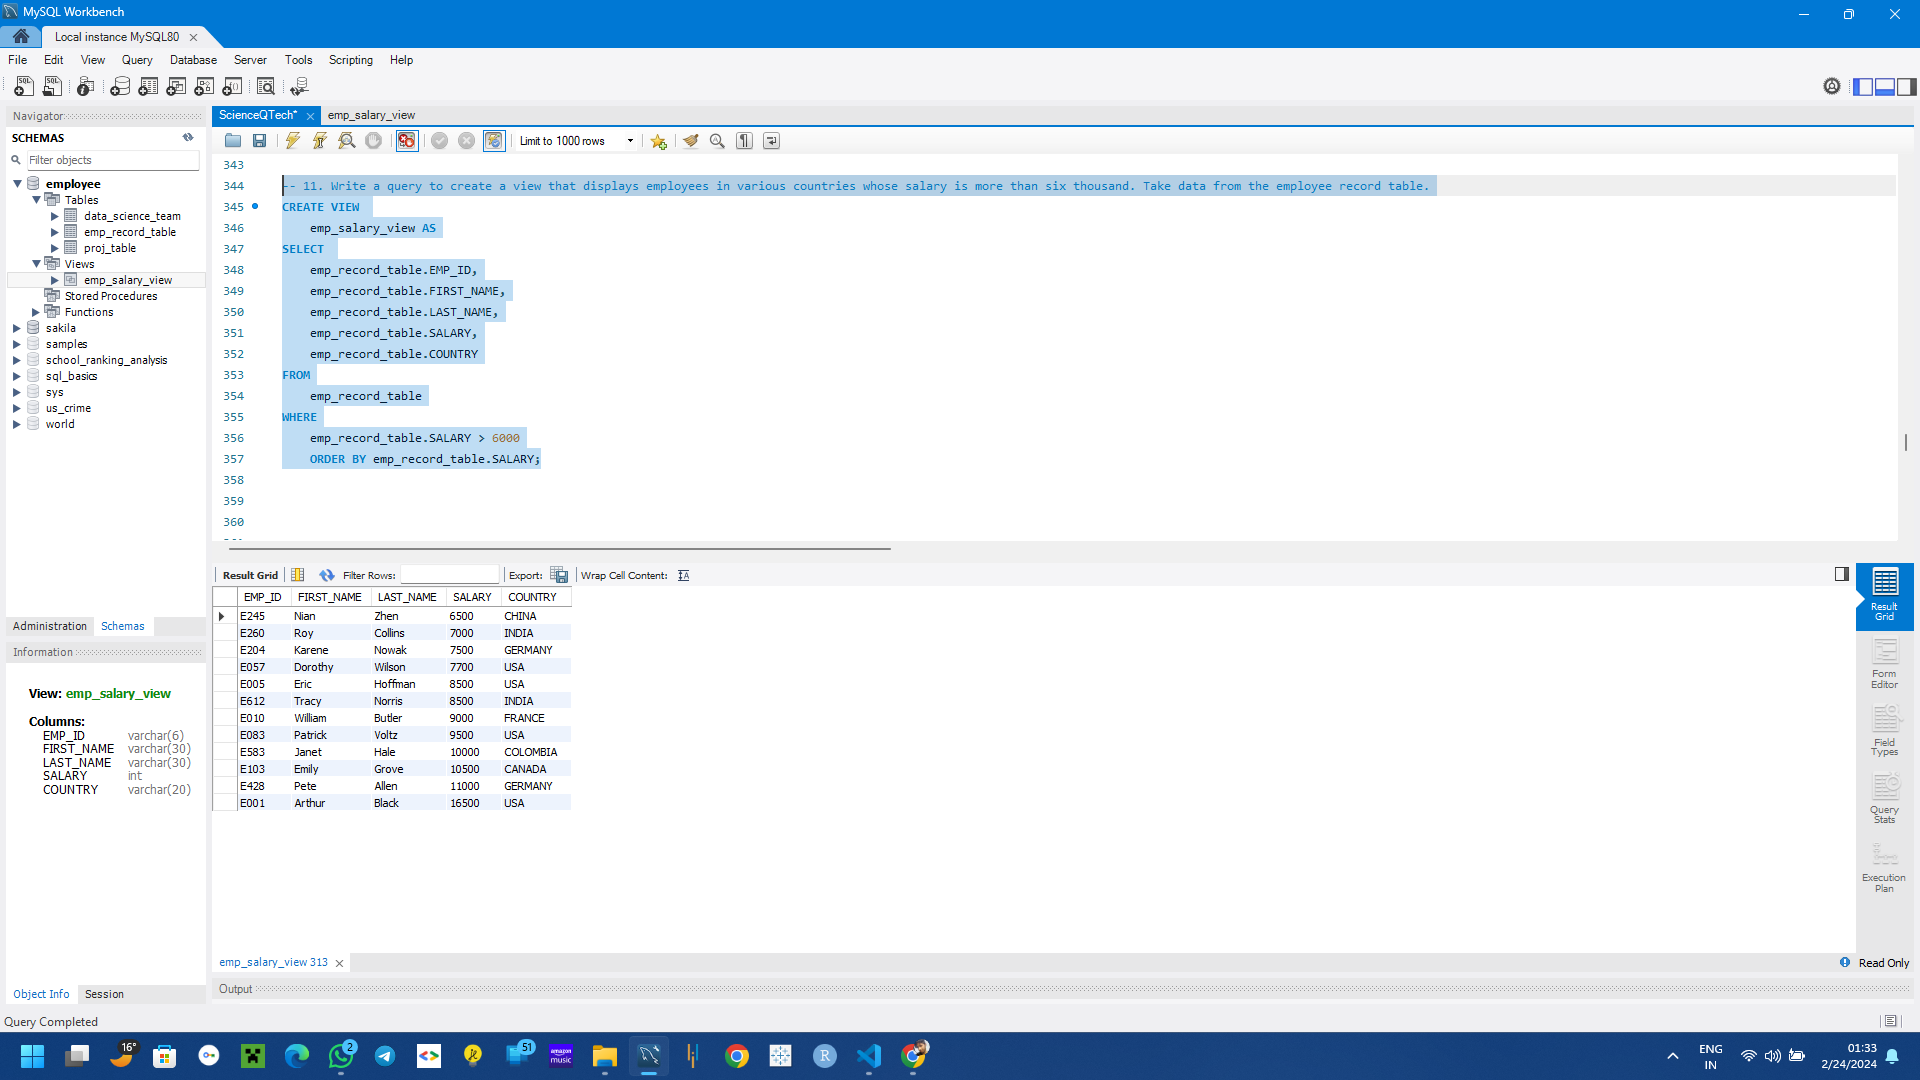 MySQL Workbench
Local instance MySQL80
File Edit View Query Database Server Tools Scripting Help
Navigator
SCHEMAS
Filter objects
employee
Tables
data_science_team
emp_record_table
proj_table
Views
emp_salary_view
Stored Procedures
Functions
sakila
samples
school_ranking_analysis
sql_basics
sys
us_crime
world
Administration Schemas
Information
View: emp_salary_view
Columns:
EMP_ID varchar(6)
FIRST_NAME varchar(30)
LAST_NAME varchar(30)
SALARY int
COUNTRY varchar(20)
Object Info Session
ScienceQTech* emp_salary_view
Limit to 1000 rows
343
344 -- 11. Write a query to create a view that displays employees in various countries whose salary is more than six thousand. Take data from the employee record table.
345 CREATE VIEW
346 emp_salary_view AS
347 SELECT
348 emp_record_table.EMP_ID,
349 emp_record_table.FIRST_NAME,
350 emp_record_table.LAST_NAME,
351 emp_record_table.SALARY,
352 emp_record_table.COUNTRY
353 FROM
354 emp_record_table
355 WHERE
356 emp_record_table.SALARY > 6000
357 ORDER BY emp_record_table.SALARY;
358
359
360
Result Grid Filter Rows: Export: Wrap Cell Content:
EMP_ID FIRST_NAME LAST_NAME SALARY COUNTRY
E245 Nian Zhen 6500 CHINA
E260 Roy Collins 7000 INDIA
E204 Karene Nowak 7500 GERMANY
E057 Dorothy Wilson 7700 USA
E005 Eric Hoffman 8500 USA
E612 Tracy Norris 8500 INDIA
E010 William Butler 9000 FRANCE
E083 Patrick Voltz 9500 USA
E583 Janet Hale 10000 COLOMBIA
E103 Emily Grove 10500 CANADA
E428 Pete Allen 11000 GERMANY
E001 Arthur Black 16500 USA
Result
Grid
Form
Editor
Field
Types
Query
Stats
Execution
Plan
emp_salary_view 313
Read Only
Output
Query Completed
16°
2
51
amazon
music
R
ENG
IN
01:33
2/24/2024